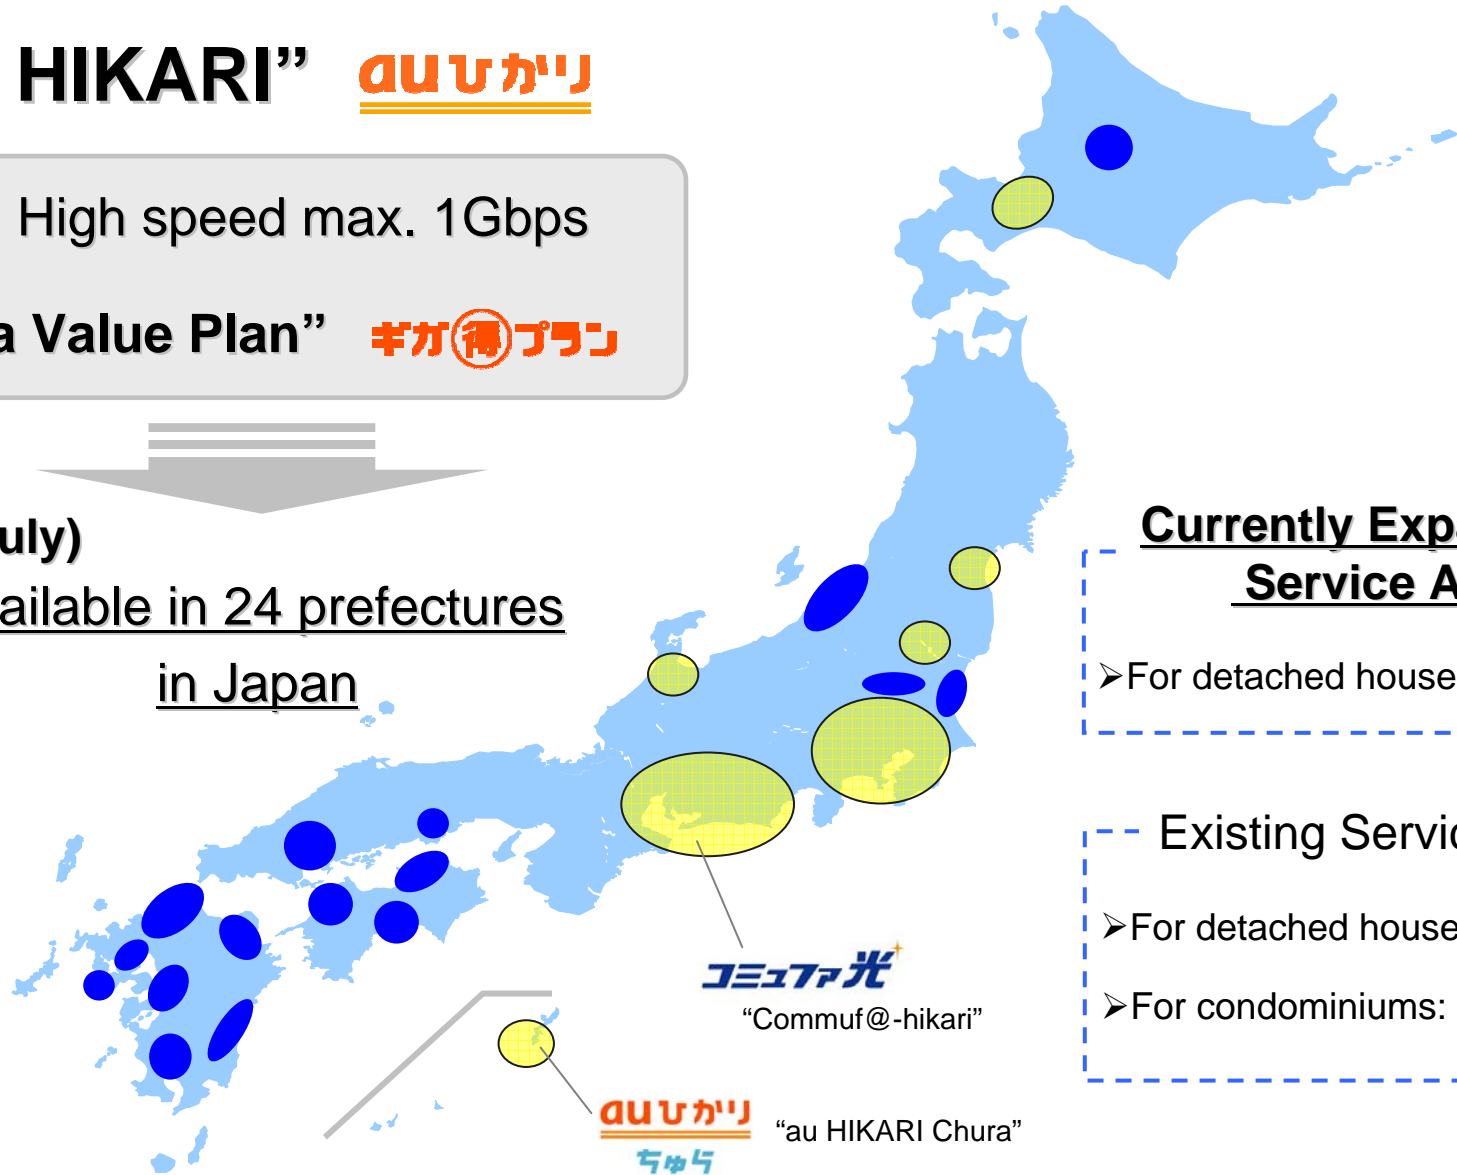 HIKARI”
auひかり
High speed max. 1Gbps
a Value Plan”
ギガ得プラン
uly)
ailable in 24 prefectures
in Japan
Currently Expa
Service A
➢For detached house
Existing Servic
➢For detached house
➢For condominiums:
コミュファ光
“Commuf@-hikari”
auひかり
ちゅら
“au HIKARI Chura”